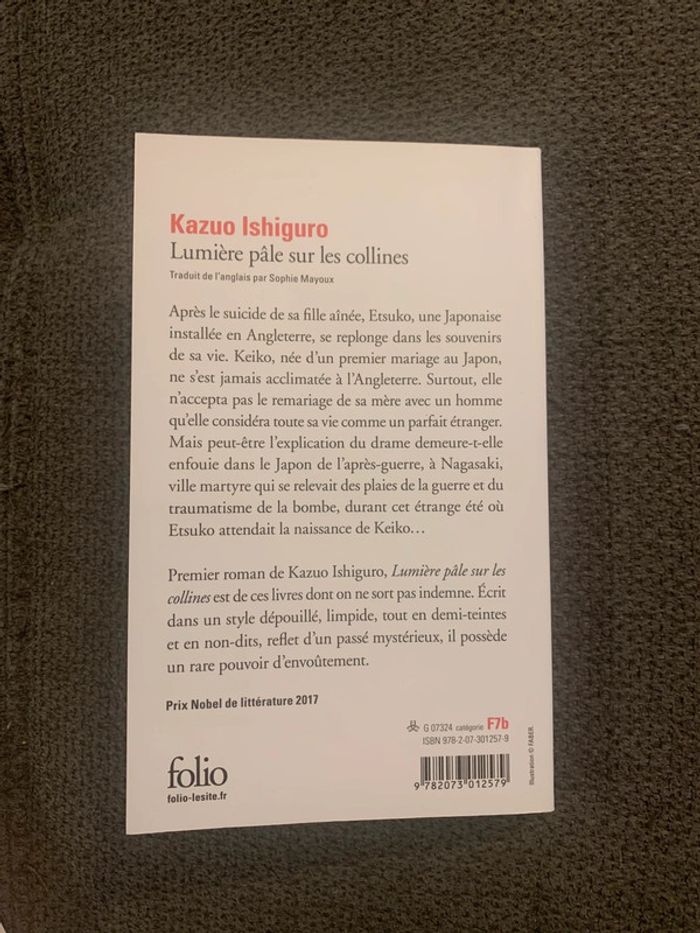 Kazuo Ishiguro
Lumière pâle sur les collines
Traduit de l'anglais par Sophie Mayoux
Après le suicide de sa fille aînée, Etsuko, une Japonaise
installée en Angleterre, se replonge dans les souvenirs
de sa vie. Keiko, née d'un premier mariage au Japon,
ne s'est jamais acclimatée à l'Angleterre. Surtout, elle
n'accepta pas le remariage de sa mère avec un homme
qu'elle considéra toute sa vie comme un parfait étranger.
Mais peut-être l'explication du drame demeure-t-elle
enfouie dans le Japon de l'après-guerre, à Nagasaki,
ville martyre qui se relevait des plaies de la guerre et du
traumatisme de la bombe, durant cet étrange été où
Etsuko attendait la naissance de Keiko...
Premier roman de Kazuo Ishiguro, Lumière pâle sur les
collines est de ces livres dont on ne sort pas indemne. Écrit
dans un style dépouillé, limpide, tout en demi-teintes
et en non-dits, reflet d'un passé mystérieux, il possède
un rare pouvoir d'envoûtement.
Prix Nobel de littérature 2017
G 07324 catégorie F7b
ISBN 978-2-07-301257-9
9 782073 012579
folio
folio-lesite.fr
Illustration © FABER.